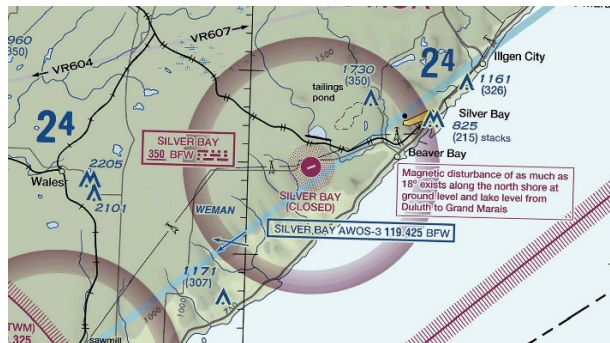 MOA
VR607
960
(350)
1500
Illgen City
VR604
1730
(350)
24
1161
(326)
tailings
pond
24
Silver Bay
825
(215) stacks
SILVER BAY
350 BFW
Beaver Bay
2205
Wales
2101
SILVER BAY
(CLOSED)
Magnetic disturbance of as much as
18° exists along the north shore at
ground level and lake level from
Duluth to Grand Marais
WEMAN
SILVER BAY AWOS-3 119.425 BFW
1171
(307)
1000
1000
750
TWM)
325
sawmill